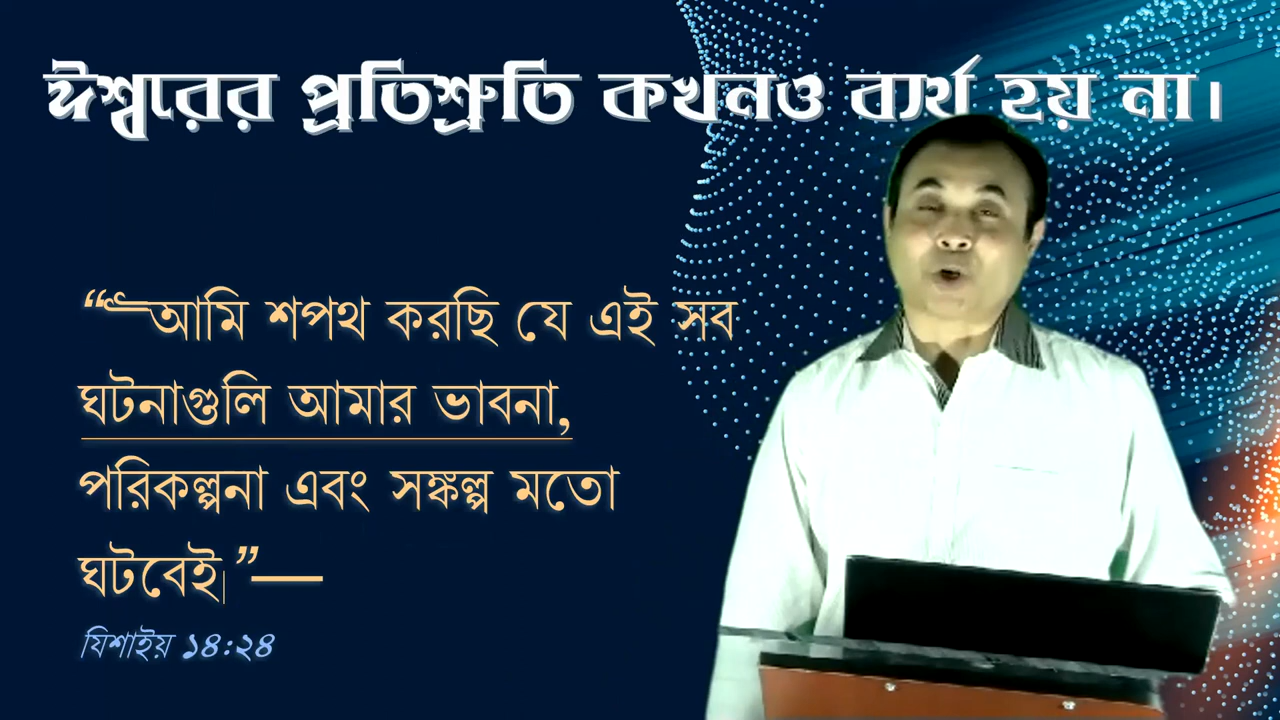 ঈশ্বরের প্রতিশ্রুতি কখনও ব্যর্থ হয় না।
“আমি শপথ করছি যে এই সব
ঘটনাগুলি আমার ভাবনা,
পরিকল্পনা এবং সঙ্কল্প মতো
ঘটবেই।”—
যিশাইয় ১৪:২৪